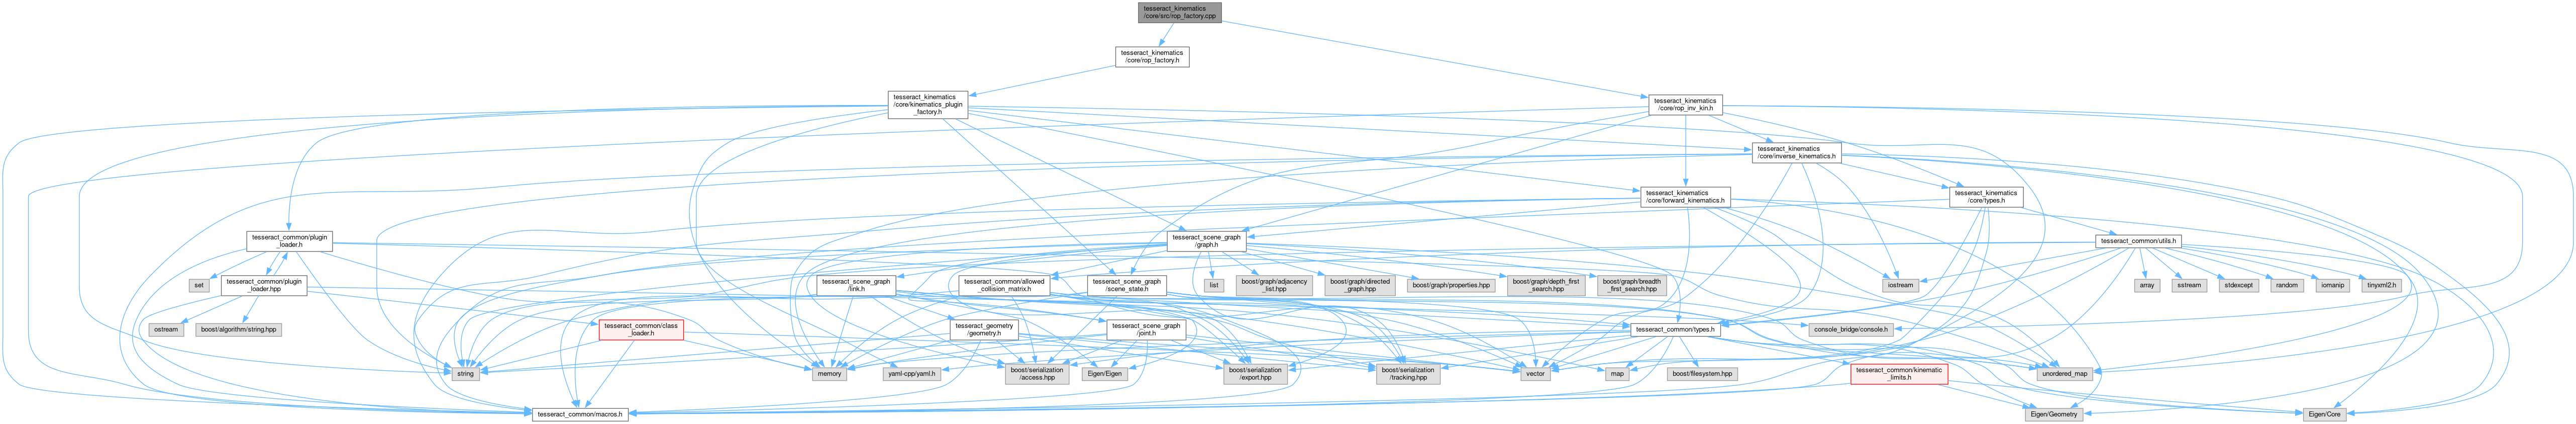 tesseract_kinematics
/core/src/rop_factory.cpp
tesseract_kinematics
/core/rop_factory.h
tesseract_kinematics
/core/kinematics_plugin
_factory.h
tesseract_kinematics
/core/rop_inv_kin.h
tesseract_kinematics
/core/inverse_kinematics.h
tesseract_kinematics
/core/forward_kinematics.h
tesseract_kinematics
/core/types.h
tesseract_common/plugin
_loader.h
tesseract_scene_graph
/graph.h
tesseract_common/utils.h
set
tesseract_common/plugin
_loader.hpp
tesseract_scene_graph
/link.h
tesseract_common/allowed
_collision_matrix.h
tesseract_scene_graph
/scene_state.h
list
boost/graph/adjacency
_list.hpp
boost/graph/directed
_graph.hpp
boost/graph/properties.hpp
boost/graph/depth_first
_search.hpp
boost/graph/breadth
_first_search.hpp
iostream
array
sstream
stdexcept
random
iomanip
tinyxml2.h
ostream
boost/algorithm/string.hpp
tesseract_common/class
_loader.h
tesseract_geometry
/geometry.h
tesseract_scene_graph
/joint.h
tesseract_common/types.h
console_bridge/console.h
string
memory
yaml-cpp/yaml.h
boost/serialization
/access.hpp
Eigen/Eigen
boost/serialization
/export.hpp
boost/serialization
/tracking.hpp
vector
map
boost/filesystem.hpp
tesseract_common/kinematic
_limits.h
unordered_map
tesseract_common/macros.h
Eigen/Geometry
Eigen/Core